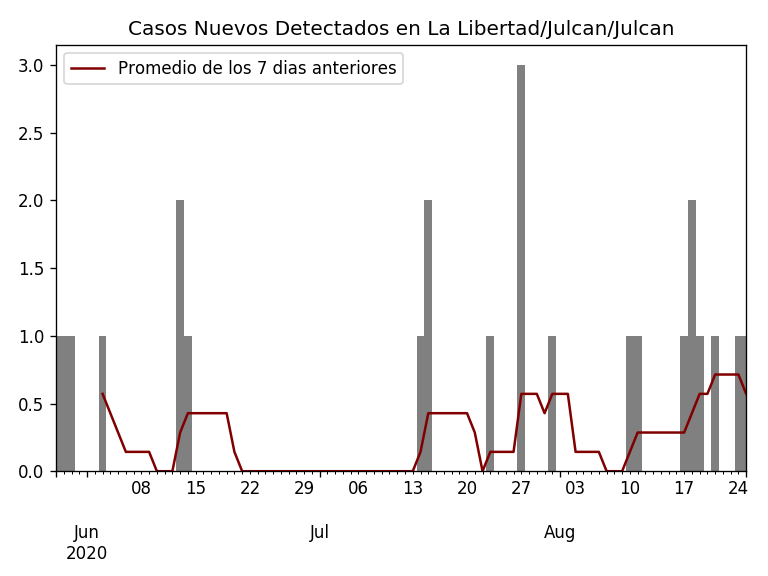 Casos Nuevos Detectados en La Libertad/Julcan/Julcan
Promedio de los 7 dias anteriores
3.0
2.5
2.0
1.5
1.0
0.5
0.0
08 15 22 29 06 13 20 27 03 10 17 24
Jun Jul Aug
2020